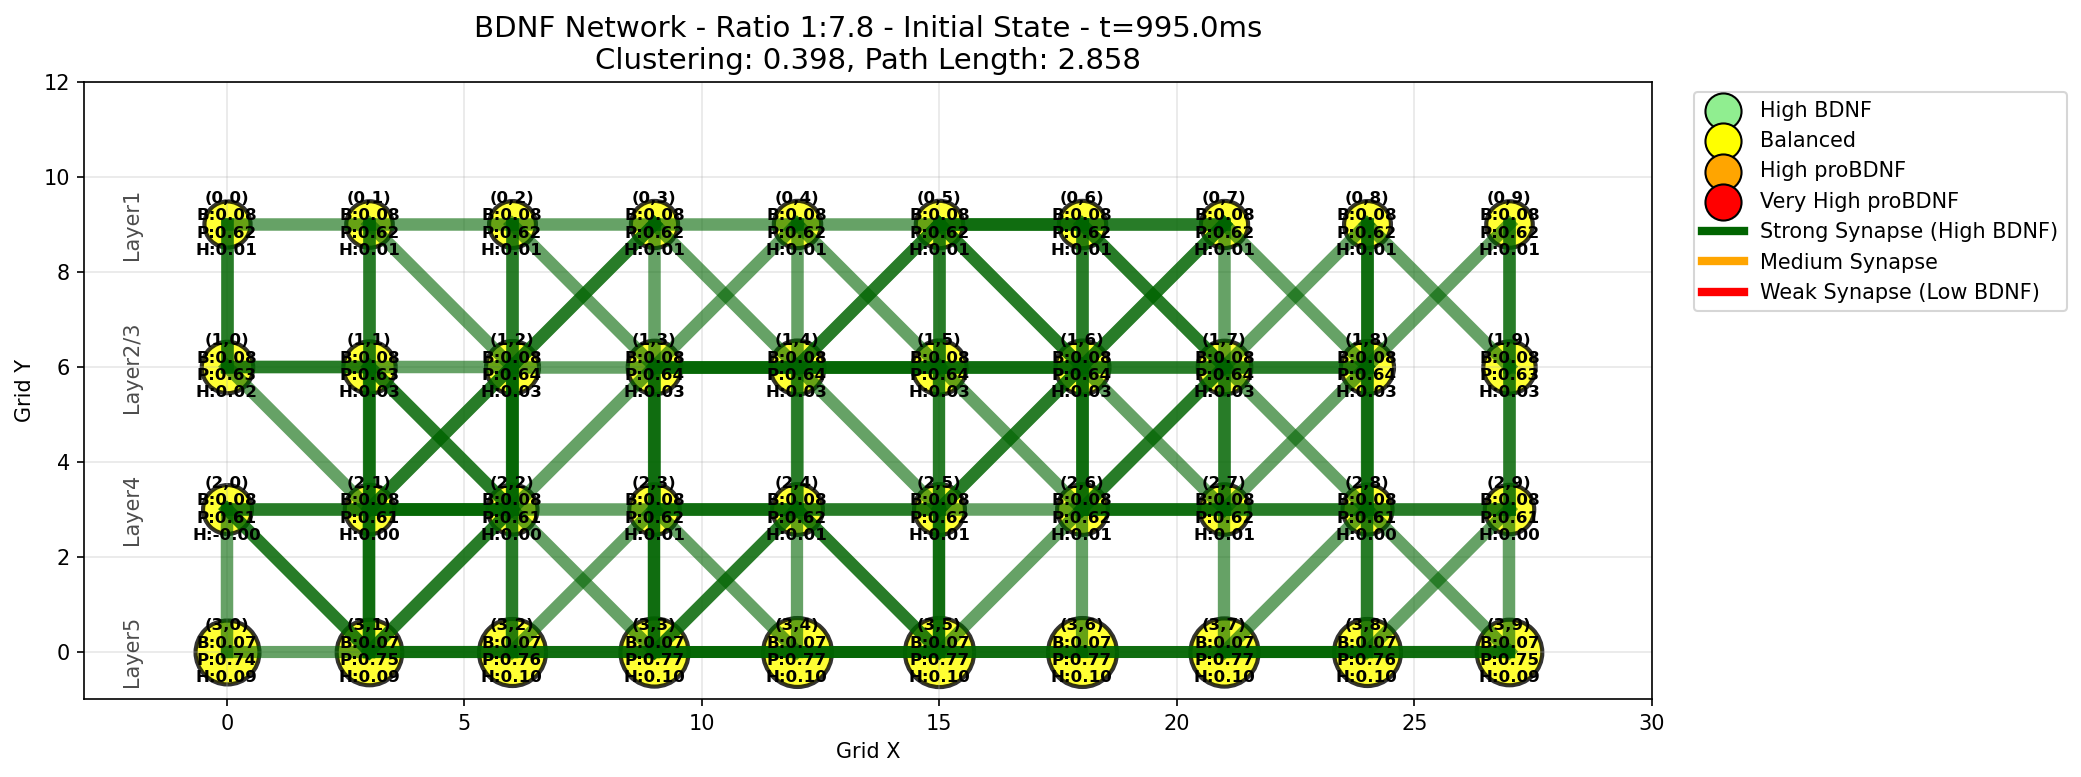 BDNF Network - Ratio 1:7.8 - Initial State - t=995.0ms
Clustering: 0.398, Path Length: 2.858
12
10
8
6
4
2
0
Grid Y
Layer1
Layer2/3
Layer4
Layer5
(0,0) (0,1) (0,2) (0,3) (0,4) (0,5) (0,6) (0,7) (0,8) (0,9)
B:0.08 B:0.08 B:0.08 B:0.08 B:0.08 B:0.08 B:0.08 B:0.08 B:0.08 B:0.08
P:0.62 P:0.62 P:0.62 P:0.62 P:0.62 P:0.62 P:0.62 P:0.62 P:0.62 P:0.62
H:0.01 H:0.01 H:0.01 H:0.01 H:0.01 H:0.01 H:0.01 H:0.01 H:0.01 H:0.01
(1,0) (1,1) (1,2) (1,3) (1,4) (1,5) (1,6) (1,7) (1,8) (1,9)
B:0.08 B:0.08 B:0.08 B:0.08 B:0.08 B:0.08 B:0.08 B:0.08 B:0.08 B:0.08
P:0.63 P:0.63 P:0.64 P:0.64 P:0.64 P:0.64 P:0.64 P:0.64 P:0.64 P:0.63
H:0.02 H:0.03 H:0.03 H:0.03 H:0.03 H:0.03 H:0.03 H:0.03 H:0.03 H:0.03
(2,0) (2,1) (2,2) (2,3) (2,4) (2,5) (2,6) (2,7) (2,8) (2,9)
B:0.08 B:0.08 B:0.08 B:0.08 B:0.08 B:0.08 B:0.08 B:0.08 B:0.08 B:0.08
P:0.61 P:0.61 P:0.61 P:0.62 P:0.62 P:0.62 P:0.62 P:0.62 P:0.61 P:0.61
H:-0.00 H:0.00 H:0.00 H:0.01 H:0.01 H:0.01 H:0.01 H:0.01 H:0.00 H:0.00
(3,0) (3,1) (3,2) (3,3) (3,4) (3,5) (3,6) (3,7) (3,8) (3,9)
B:0.07 B:0.07 B:0.07 B:0.07 B:0.07 B:0.07 B:0.07 B:0.07 B:0.07 B:0.07
P:0.74 P:0.75 P:0.76 P:0.77 P:0.77 P:0.77 P:0.77 P:0.77 P:0.76 P:0.75
H:0.09 H:0.09 H:0.10 H:0.10 H:0.10 H:0.10 H:0.10 H:0.10 H:0.10 H:0.09
0 5 10 15 20 25 30
Grid X
High BDNF
Balanced
High proBDNF
Very High proBDNF
Strong Synapse (High BDNF)
Medium Synapse
Weak Synapse (Low BDNF)